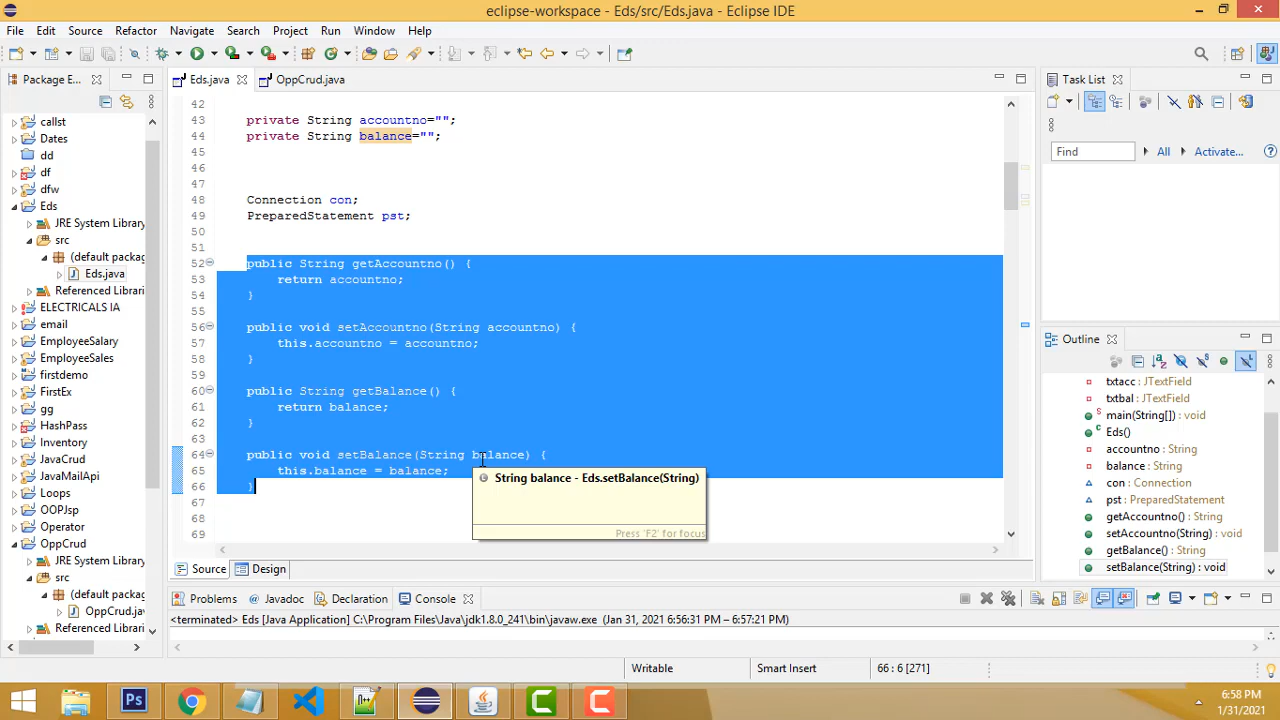 eclipse-workspace - Eds/src/Eds.java - Eclipse IDE
File Edit Source Refactor Navigate Search Project Run Window Help
Package E...
callst
Dates
dd
df
dfw
Eds
JRE System Library
src
(default packag
Eds.java
Referenced Librari
ELECTRICALS IA
email
EmployeeSalary
EmployeeSales
firstdemo
FirstEx
gg
HashPass
Inventory
JavaCrud
JavaMailApi
Loops
OOPJsp
Operator
OppCrud
JRE System Library
src
(default packag
OppCrud.jav
Referenced Librari
Eds.java
OppCrud.java
42
43 private String accountno="";
44 private String balance="";
45
46
47
48 Connection con;
49 PreparedStatement pst;
50
51
52 public String getAccountno() {
53 return accountno;
54 }
55
56 public void setAccountno(String accountno) {
57 this.accountno = accountno;
58 }
59
60 public String getBalance() {
61 return balance;
62 }
63
64 public void setBalance(String balance) {
65 this.balance = balance;
66 }
67
68
69
String balance - Eds.setBalance(String)
Press 'F2' for focus
Source Design
Task List
Find All Activate...
Outline
txtacc : JTextField
txtbal : JTextField
main(String[]) : void
Eds()
accountno : String
balance : String
con : Connection
pst : PreparedStatement
getAccountno() : String
setAccountno(String) : void
getBalance() : String
setBalance(String) : void
Problems Javadoc Declaration Console
<terminated> Eds [Java Application] C:\Program Files\Java\jdk1.8.0_241\bin\javaw.exe (Jan 31, 2021 6:56:31 PM – 6:57:21 PM)
Writable Smart Insert 66 : 6 [271]
Ps
6:58 PM
1/31/2021